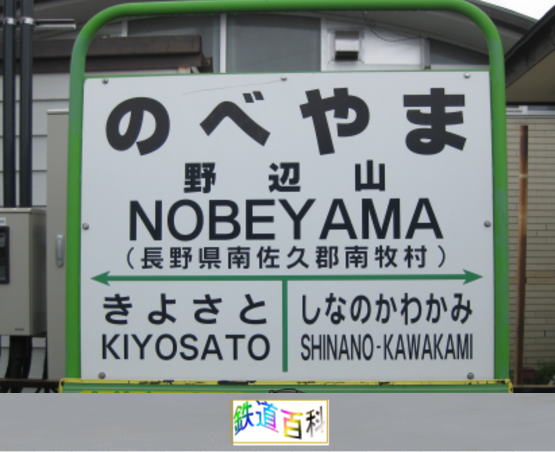 のべやま
野辺山
NOBEYAMA
(長野県南佐久郡南牧村)
きよさと しなのかわかみ
KIYOSATO SHINANO-KAWAKAMI
鉄道百科